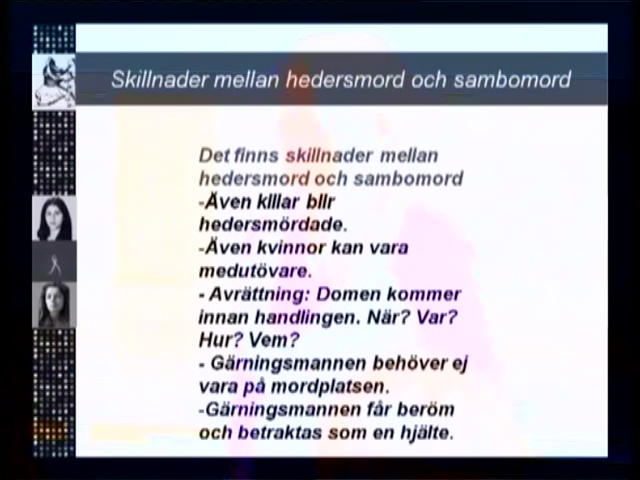 Skillnader mellan hedersmord och sambomord
Det finns skillnader mellan
hedersmord och sambomord
-Även killar blir
hedersmördade.
-Även kvinnor kan vara
medutövare.
- Avrättning: Domen kommer
innan handlingen. När? Var?
Hur? Vem?
- Gärningsmannen behöver ej
vara på mordplatsen.
-Gärningsmannen får beröm
och betraktas som en hjälte.